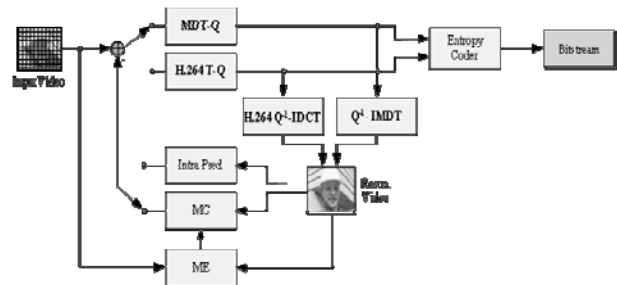 MDT-Q
Input Video
H.264 T-Q
Entropy
Coder
Bitstream
H.264 Q⁻¹-IDCT
Q⁻¹- IMDT
Intra Pred
Recon.
Video
MC
ME